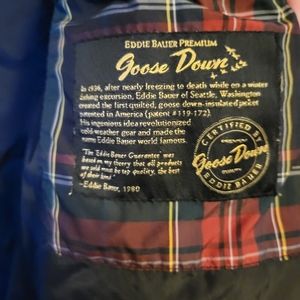 EDDIE BAUER PREMIUM
Goose Down
In 1936, after nearly freezing to death while on a winter
fishing excursion, Eddie Bauer of Seattle, Washington
created the first quilted, goose down-insulated jacket
patented in America (patent #119-172).
His ingenious idea revolutionized
cold-weather gear and made the
name Eddie Bauer world famous.
"The Eddie Bauer Guarantee was
based on my theory that all products
we sold must be top quality, the best
of their kind"
-Eddie Bauer, 1980
CERTIFIED BY
PREMIUM
Goose Down
QUALITY
EDDIE BAUER